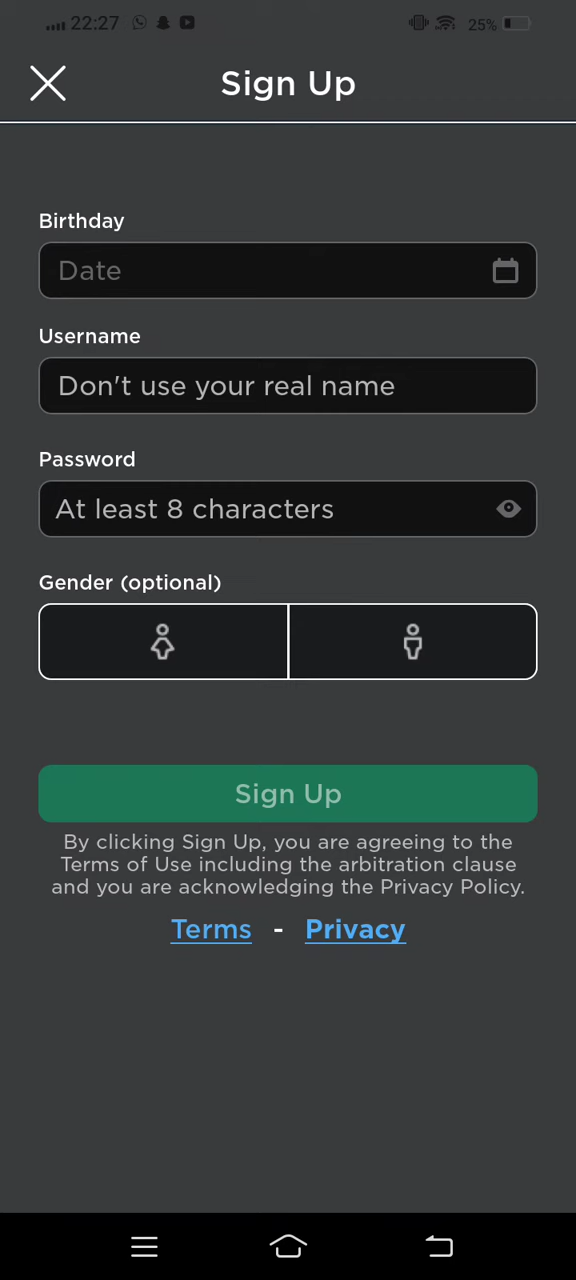 22:27
25%
Sign Up
Birthday
Date
Username
Don't use your real name
Password
At least 8 characters
Gender (optional)
Sign Up
By clicking Sign Up, you are agreeing to the
Terms of Use including the arbitration clause
and you are acknowledging the Privacy Policy.
Terms - Privacy